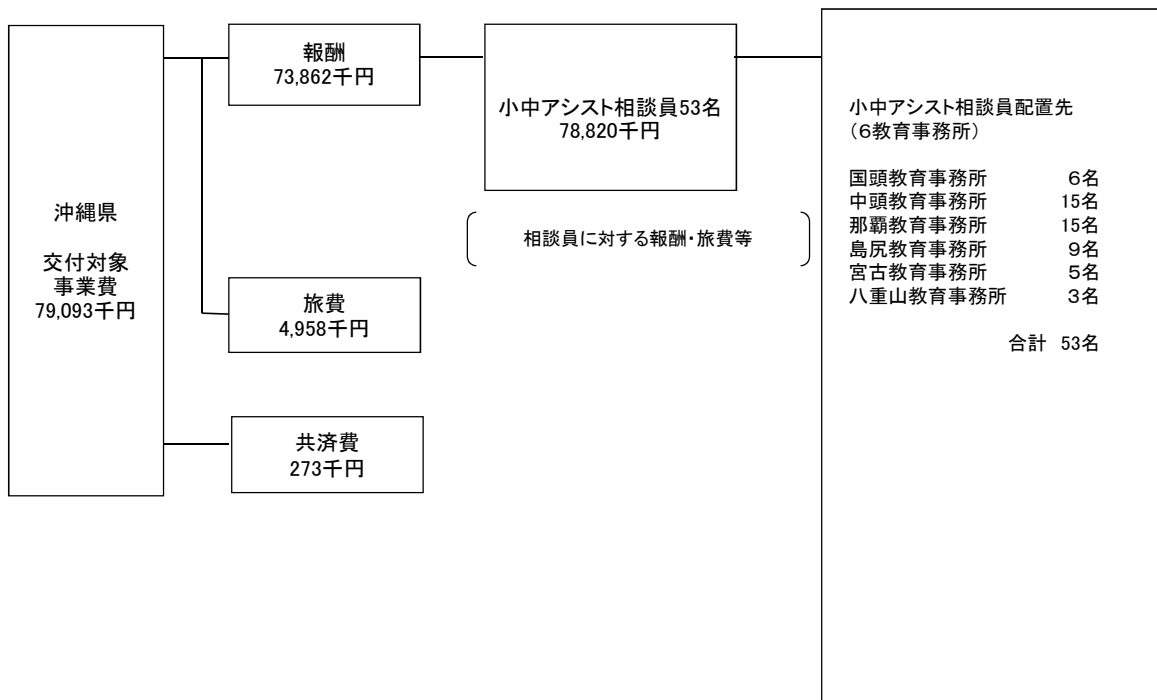 沖縄県
交付対象
事業費
79,093千円
報酬
73,862千円
旅費
4,958千円
共済費
273千円
小中アシスト相談員53名
78,820千円
相談員に対する報酬・旅費等
小中アシスト相談員配置先
(6教育事務所)
国頭教育事務所 6名
中頭教育事務所 15名
那覇教育事務所 15名
島尻教育事務所 9名
宮古教育事務所 5名
八重山教育事務所 3名
合計 53名